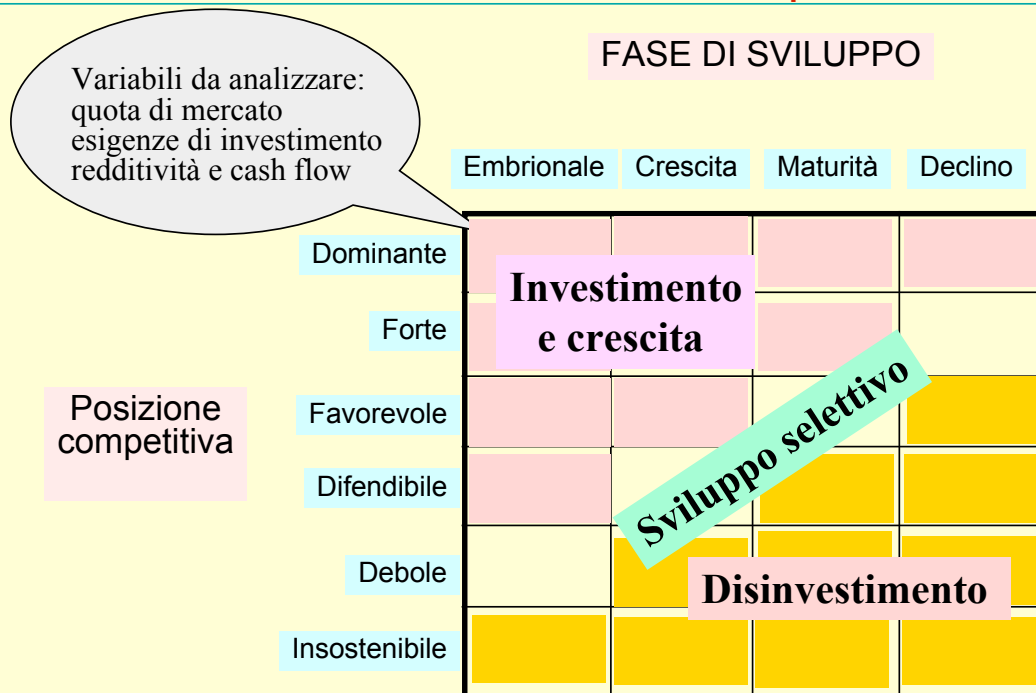 FASE DI SVILUPPO
Variabili da analizzare:
quota di mercato
esigenze di investimento
redditività e cash flow
Embrionale Crescita Maturità Declino
Dominante
Investimento
e crescita
Forte
Sviluppo selettivo
Posizione
competitiva
Favorevole
Difendibile
Debole
Disinvestimento
Insostenibile